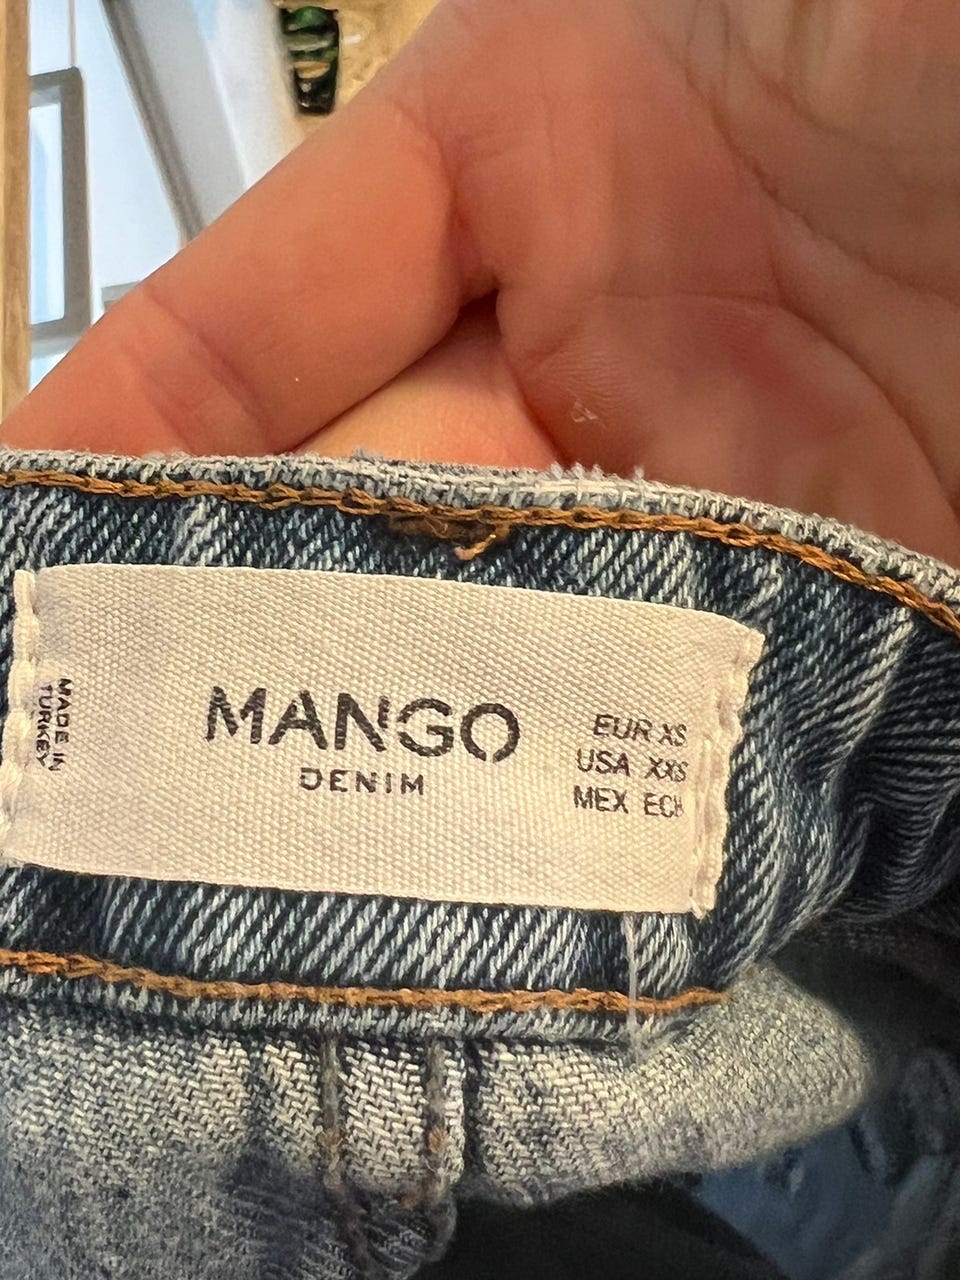 MADE IN
TURKEY
MANGO
DENIM
EUR XS
USA XXS
MEX ECH